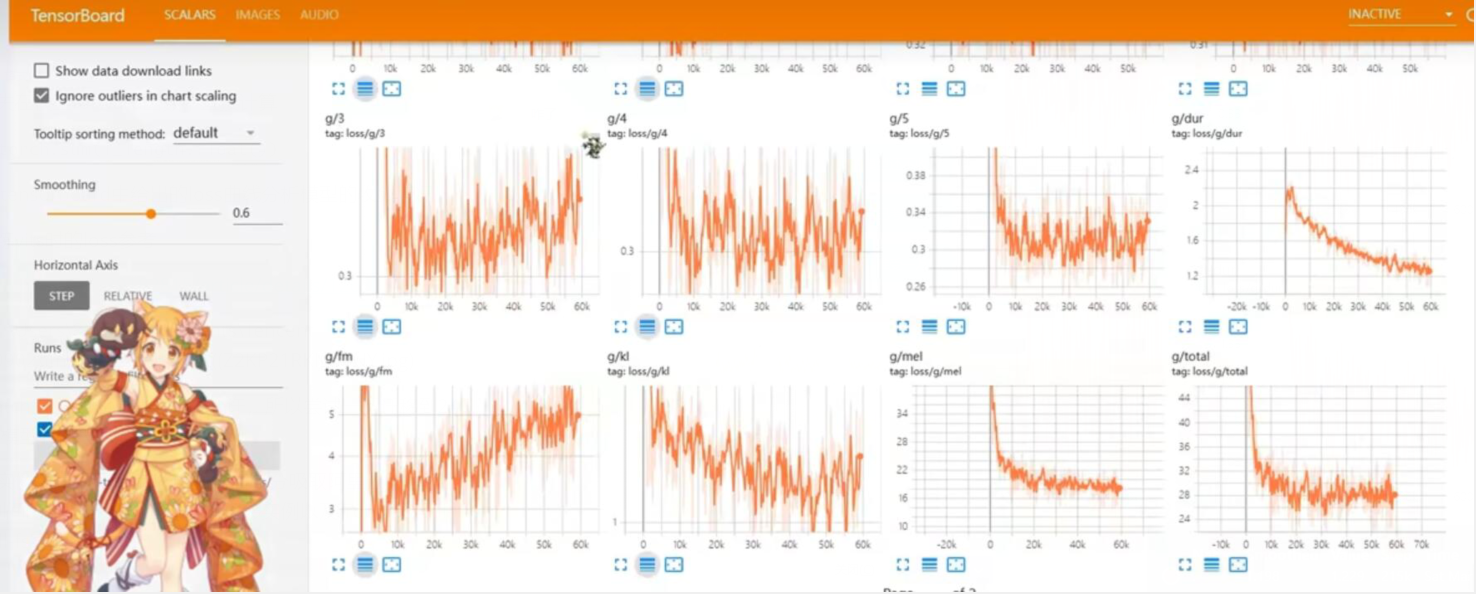 TensorBoard SCALARS IMAGES AUDIO INACTIVE
Show data download links
Ignore outliers in chart scaling
Tooltip sorting method: default
Smoothing
0.6
Horizontal Axis
STEP RELATIVE WALL
Runs
Write a
0.32 0.31
0 10k 20k 30k 40k 50k 60k 0 10k 20k 30k 40k 50k 60k 0 10k 20k 30k 40k 50k 0 10k 20k 30k 40k 50k
g/3 g/4 g/5 g/dur
tag: loss/g/3 tag: loss/g/4 tag: loss/g/5 tag: loss/g/dur
0.3
0 10k 20k 30k 40k 50k 60k
0.3
0 10k 20k 30k 40k 50k 60k
0.38
0.34
0.3
0.26
-10k 0 10k 20k 30k 40k 50k 60k
2.4
2
1.6
1.2
-20k -10k 0 10k 20k 30k 40k 50k 60k
g/fm g/kl g/mel g/total
tag: loss/g/fm tag: loss/g/kl tag: loss/g/mel tag: loss/g/total
5
4
3
0 10k 20k 30k 40k 50k 60k
1
0 10k 20k 30k 40k 50k 60k
34
28
22
16
10
-20k 0 20k 40k 60k
44
40
36
32
28
24
-10k 0 10k 20k 30k 40k 50k 60k 70k